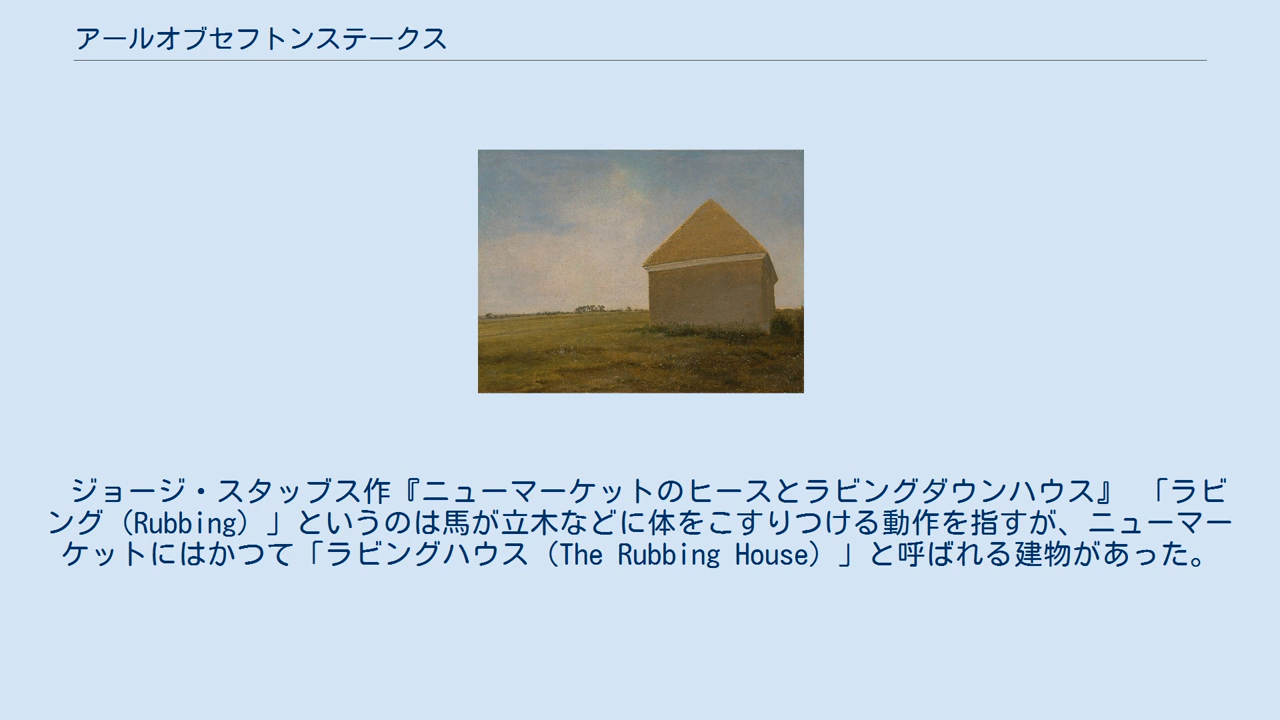 アールオブセフトンステークス
ジョージ・スタッブス作『ニューマーケットのヒースとラビングダウンハウス』 「ラビ
ング（Rubbing）」というのは馬が立木などに体をこすりつける動作を指すが、ニューマー
ケットにはかつて「ラビングハウス（The Rubbing House）」と呼ばれる建物があった。